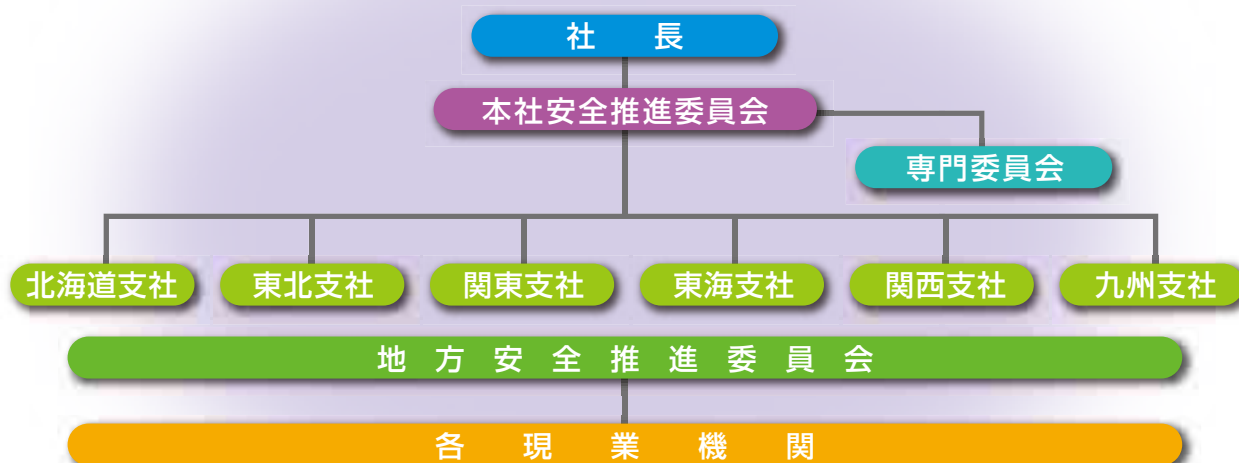 社長
本社安全推進委員会
専門委員会
北海道支社 東北支社 関東支社 東海支社 関西支社 九州支社
地方安全推進委員会
各現業機関